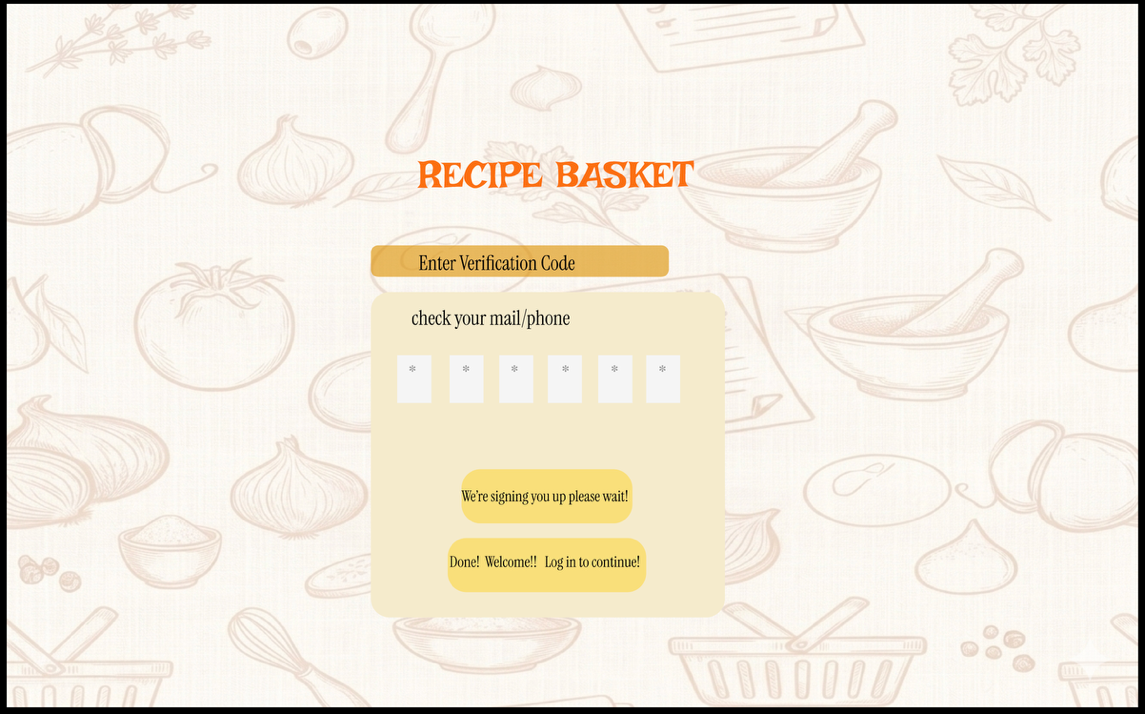 RECIPE BASKET
Enter Verification Code
check your mail/phone
* * * * * *
We're signing you up please wait!
Done! Welcome!! Log in to continue!